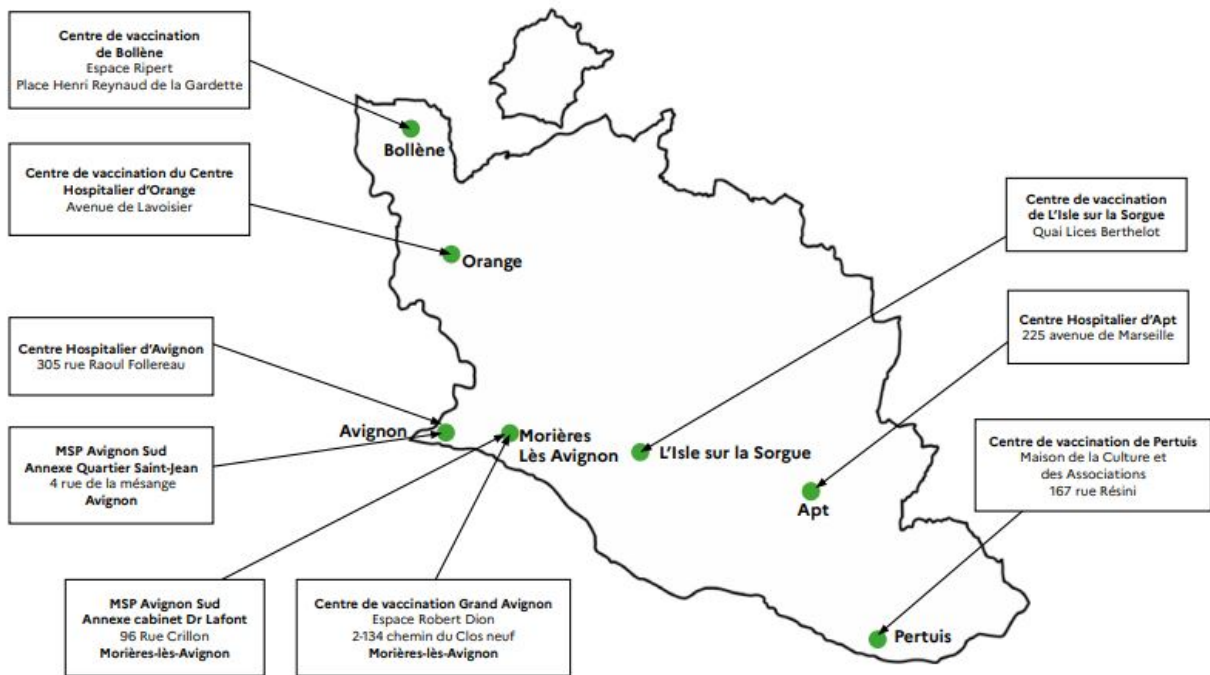 Centre de vaccination
de Bollène
Espace Ripert
Place Henri Reynaud de la Gardette
Bollène
Centre de vaccination du Centre
Hospitalier d'Orange
Avenue de Lavoisier
Orange
Centre de vaccination
de L'Isle sur la Sorgue
Quai Lices Berthelot
Centre Hospitalier d'Apt
225 avenue de Marseille
Centre Hospitalier d'Avignon
305 rue Raoul Follereau
Avignon
Morières
Lès Avignon
L'Isle sur la Sorgue
Apt
MSP Avignon Sud
Annexe Quartier Saint-Jean
4 rue de la mésange
Avignon
Centre de vaccination de Pertuis
Maison de la Culture et
des Associations
167 rue Résini
MSP Avignon Sud
Annexe cabinet Dr Lafont
96 Rue Crillon
Morières-lès-Avignon
Centre de vaccination Grand Avignon
Espace Robert Dion
2-134 chemin du Clos neuf
Morières-lès-Avignon
Pertuis